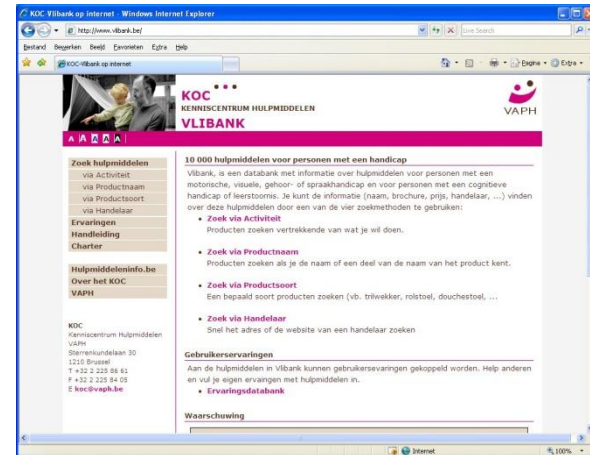 KOC-Vlibank op internet - Windows Internet Explorer
http://www.vlibank.be/
Live Search
Bestand Bewerken Beeld Favorieten Extra Help
KOC-Vlibank op internet
Pagina
Extra
KOC
KENNISCENTRUM HULPMIDDELEN
VLIBANK
VAPH
A A A A A
Zoek hulpmiddelen
via Activiteit
via Productnaam
via Productsoort
via Handelaar
Ervaringen
Handleiding
Charter
Hulpmiddeleninfo.be
Over het KOC
VAPH
KOC
Kenniscentrum Hulpmiddelen
VAPH
Sterrenkundelaan 30
1210 Brussel
T +32 2 225 86 61
F +32 2 225 84 05
E koc@vaph.be
10 000 hulpmiddelen voor personen met een handicap
Vlibank, is een databank met informatie over hulpmiddelen voor personen met een
motorische, visuele, gehoor- of spraakhandicap en voor personen met een cognitieve
handicap of leerstoornis. Je kunt de informatie (naam, brochure, prijs, handelaar, ...) vinden
over deze hulpmiddelen door een van de vier zoekmethoden te gebruiken:
• Zoek via Activiteit
Producten zoeken vertrekkende van wat je wil doen.
• Zoek via Productnaam
Producten zoeken als je de naam of een deel van de naam van het product kent.
• Zoek via Productsoort
Een bepaald soort producten zoeken (vb. triwakker, rolstoel, douchestoel, ...
• Zoek via Handelaar
Snel het adres of de website van een handelaar zoeken
Gebruikerservaringen
Aan de hulpmiddelen in Vlibank kunnen gebruikersevaringen gekoppeld worden. Help anderen
en vul je eigen ervaingen met hulpmiddelen in.
• Ervaringsdatabank
Waarschuwing
Internet
100%